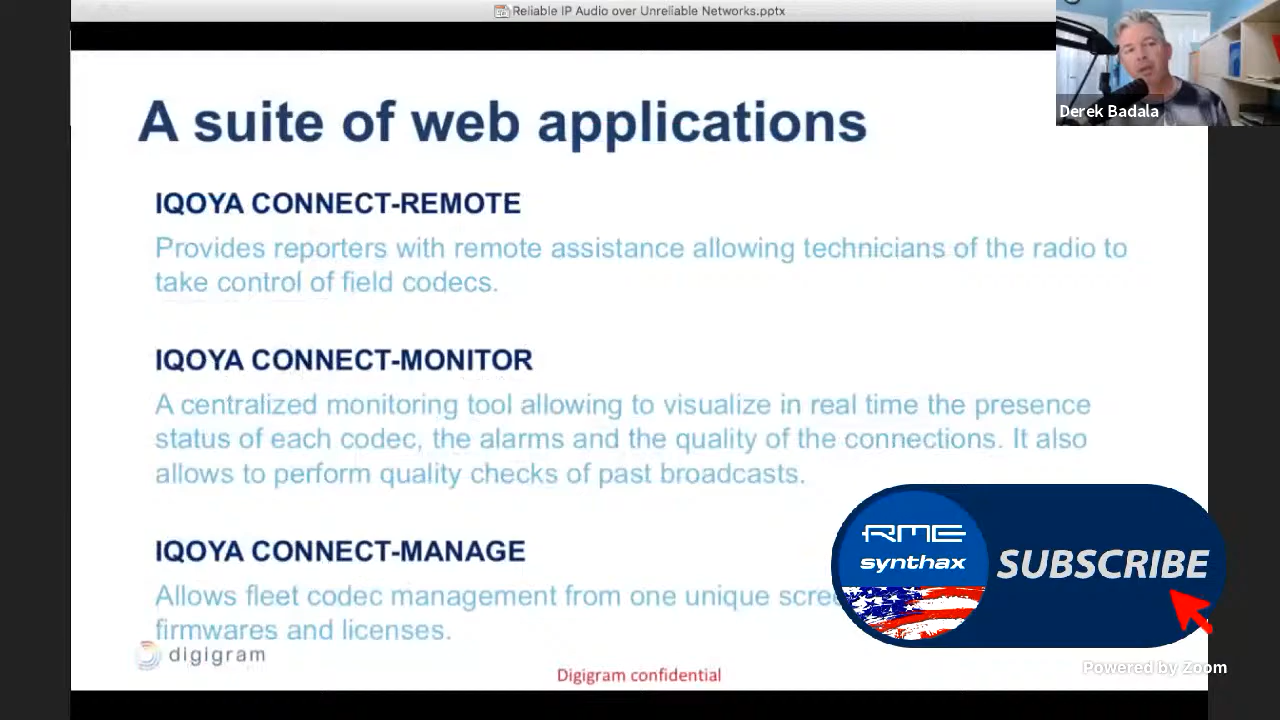 Reliable IP Audio over Unreliable Networks.pptx
Derek Badala
A suite of web applications
IQOYA CONNECT-REMOTE
Provides reporters with remote assistance allowing technicians of the radio to
take control of field codecs.
IQOYA CONNECT-MONITOR
A centralized monitoring tool allowing to visualize in real time the presence
status of each codec, the alarms and the quality of the connections. It also
allows to perform quality checks of past broadcasts.
IQOYA CONNECT-MANAGE
Allows fleet codec management from one unique
firmwares and licenses.
RME
synthax
SUBSCRIBE
digigram
Digigram confidential
Powered by Zoom